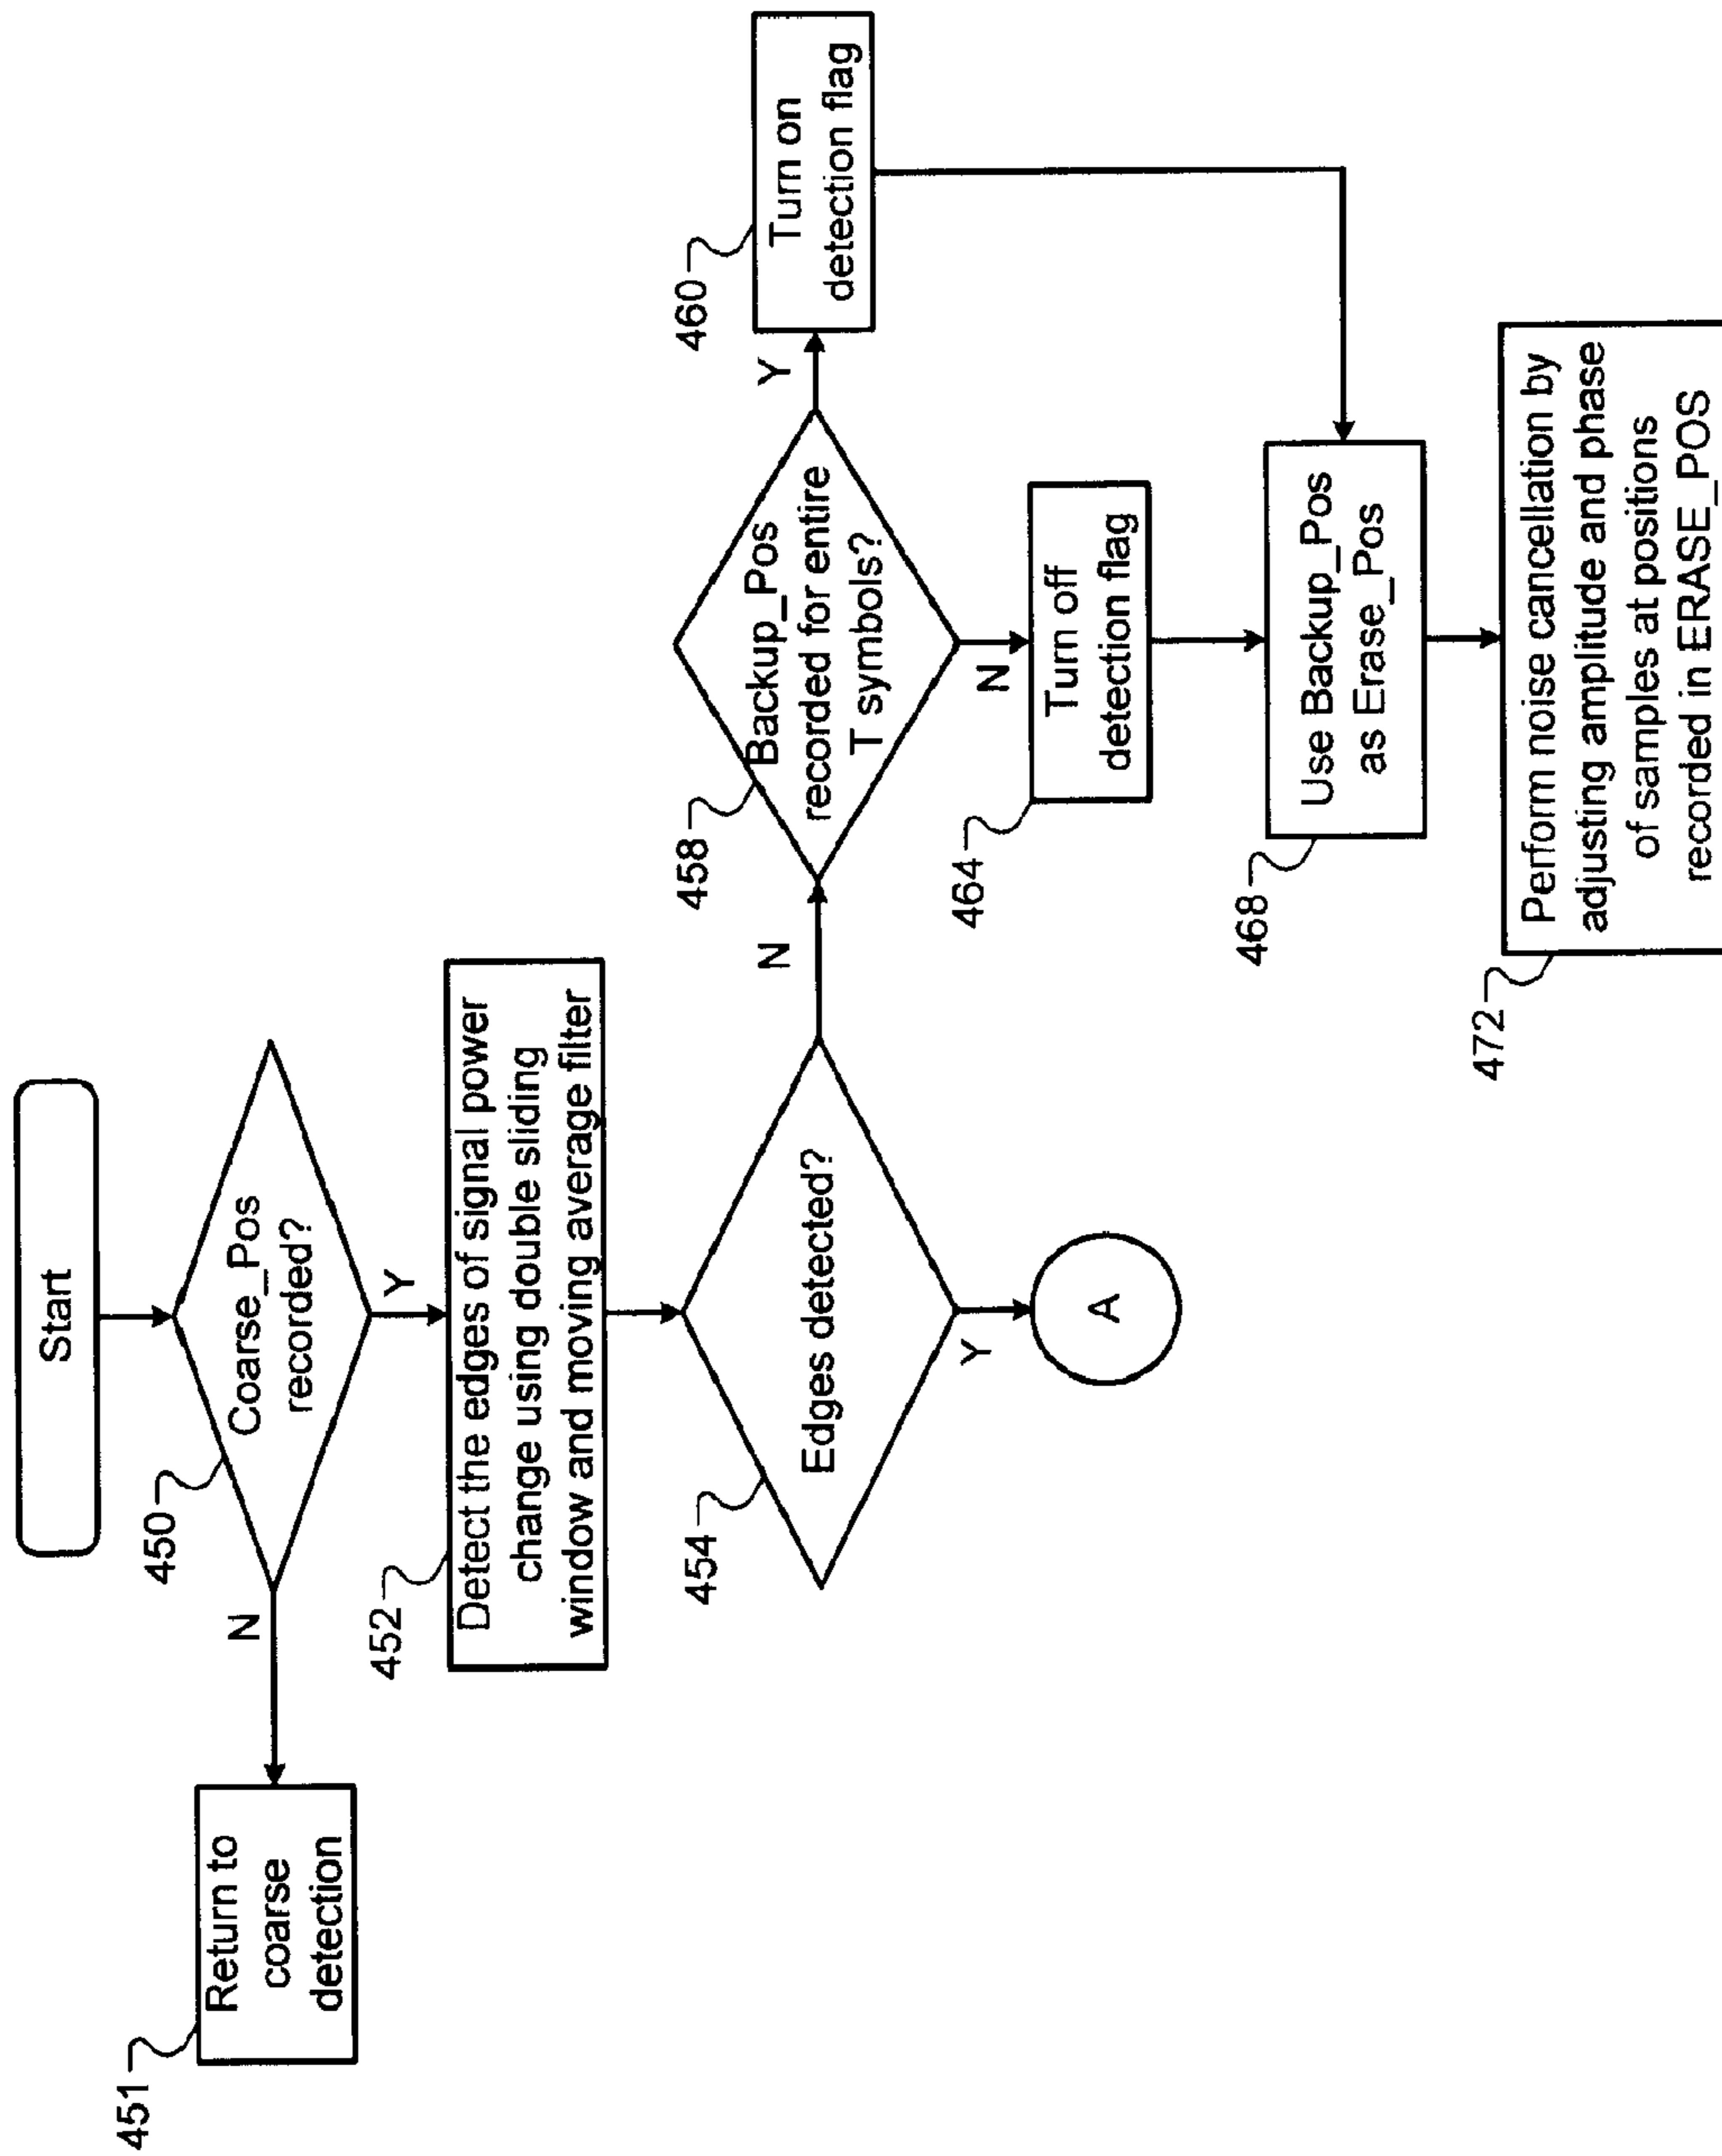 Start
450
Coarse_Pos
recorded?
N
Y
451
Return to
coarse
detection
452
Detect the edges of signal power
change using double sliding
window and moving average filter
454
Edges detected?
Y
N
A
458
Backup_Pos
recorded for entire
T symbols?
Y
N
460
Turn on
detection flag
464
Turn off
detection flag
468
Use Backup_Pos
as Erase_Pos
472
Perform noise cancellation by
adjusting amplitude and phase
of samples at positions
recorded in ERASE_POS